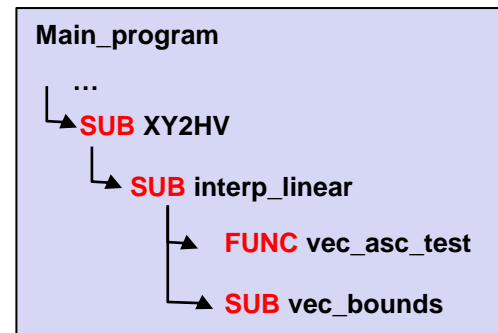 Main_program
...
SUB XY2HV
SUB interp_linear
FUNC vec_asc_test
SUB vec_bounds